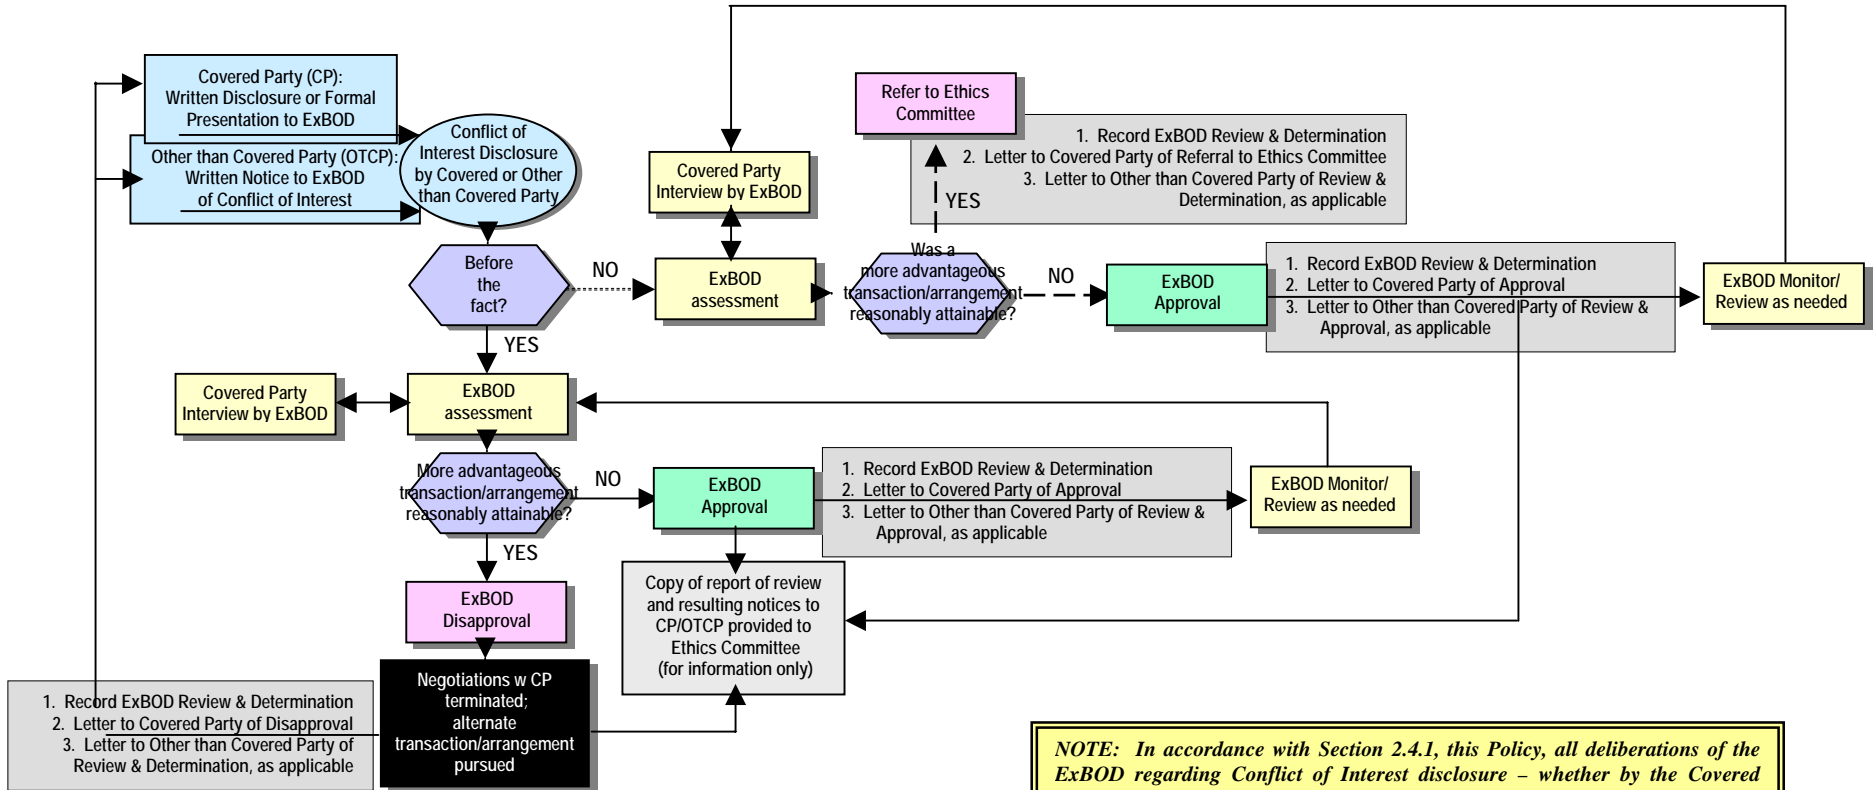 Covered Party (CP):
Written Disclosure or Formal
Presentation to ExBOD
Other than Covered Party (OTCP):
Written Notice to ExBOD
of Conflict of Interest
Conflict of
Interest Disclosure
by Covered or Other
than Covered Party
Before
the
fact?
NO
YES
Covered Party
Interview by ExBOD
ExBOD
assessment
Refer to Ethics
Committee
1. Record ExBOD Review & Determination
2. Letter to Covered Party of Referral to Ethics Committee
3. Letter to Other than Covered Party of Review &
Determination, as applicable
YES
Was a
more advantageous
transaction/arrangement
reasonably attainable?
NO
ExBOD
Approval
1. Record ExBOD Review & Determination
2. Letter to Covered Party of Approval
3. Letter to Other than Covered Party of Review &
Approval, as applicable
ExBOD Monitor/
Review as needed
Covered Party
Interview by ExBOD
ExBOD
assessment
More advantageous
transaction/arrangement
reasonably attainable?
NO
YES
ExBOD
Approval
1. Record ExBOD Review & Determination
2. Letter to Covered Party of Approval
3. Letter to Other than Covered Party of Review &
Approval, as applicable
ExBOD Monitor/
Review as needed
ExBOD
Disapproval
Copy of report of review
and resulting notices to
CP/OTCP provided to
Ethics Committee
(for information only)
Negotiations w CP
terminated;
alternate
transaction/arrangement
pursued
1. Record ExBOD Review & Determination
2. Letter to Covered Party of Disapproval
3. Letter to Other than Covered Party of
Review & Determination, as applicable
NOTE: In accordance with Section 2.4.1, this Policy, all deliberations of the
ExBOD regarding Conflict of Interest disclosure – whether by the Covered